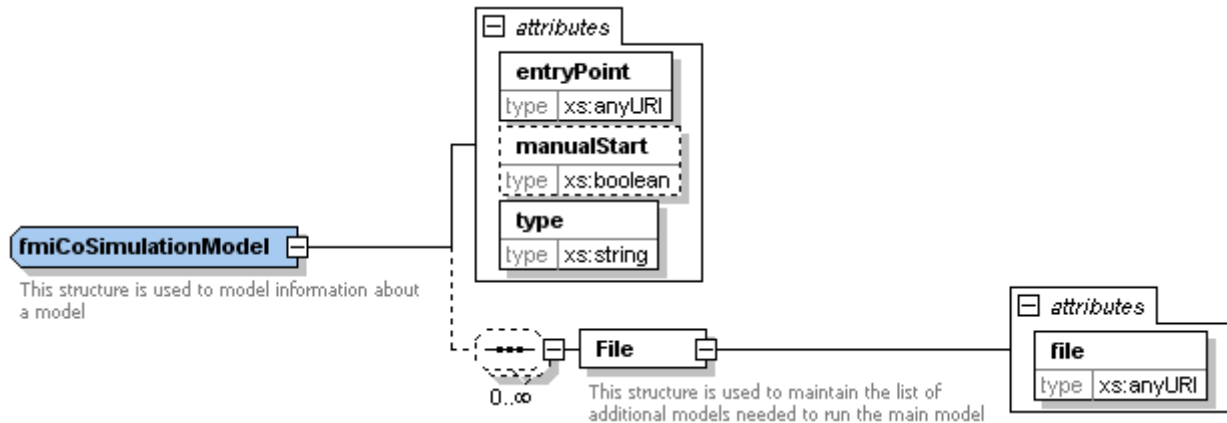 attributes
entryPoint
type xs:anyURI
manualStart
type xs:boolean
type
type xs:string
fmiCoSimulationModel
This structure is used to model information about
a model
File
0..∞
This structure is used to maintain the list of
additional models needed to run the main model
attributes
file
type xs:anyURI